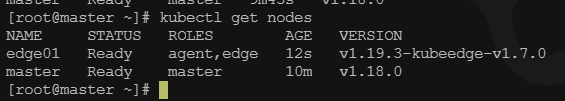 master   Ready    master       9m45s   v1.18.0
[root@master ~]# kubectl get nodes
NAME     STATUS   ROLES        AGE   VERSION
edge01   Ready    agent,edge   12s   v1.19.3-kubeedge-v1.7.0
master   Ready    master       10m   v1.18.0
[root@master ~]#